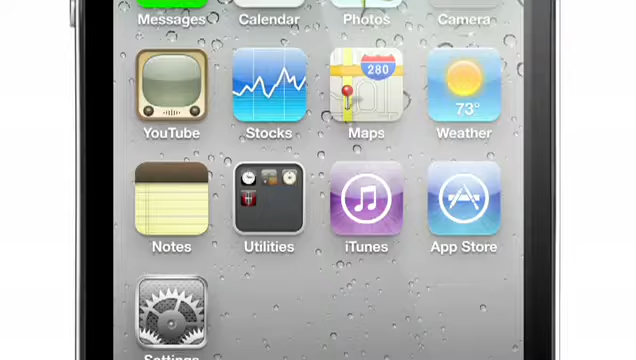 Messages Calendar Photos Camera
280
73°
YouTube Stocks Maps Weather
Notes Utilities iTunes App Store
Settings